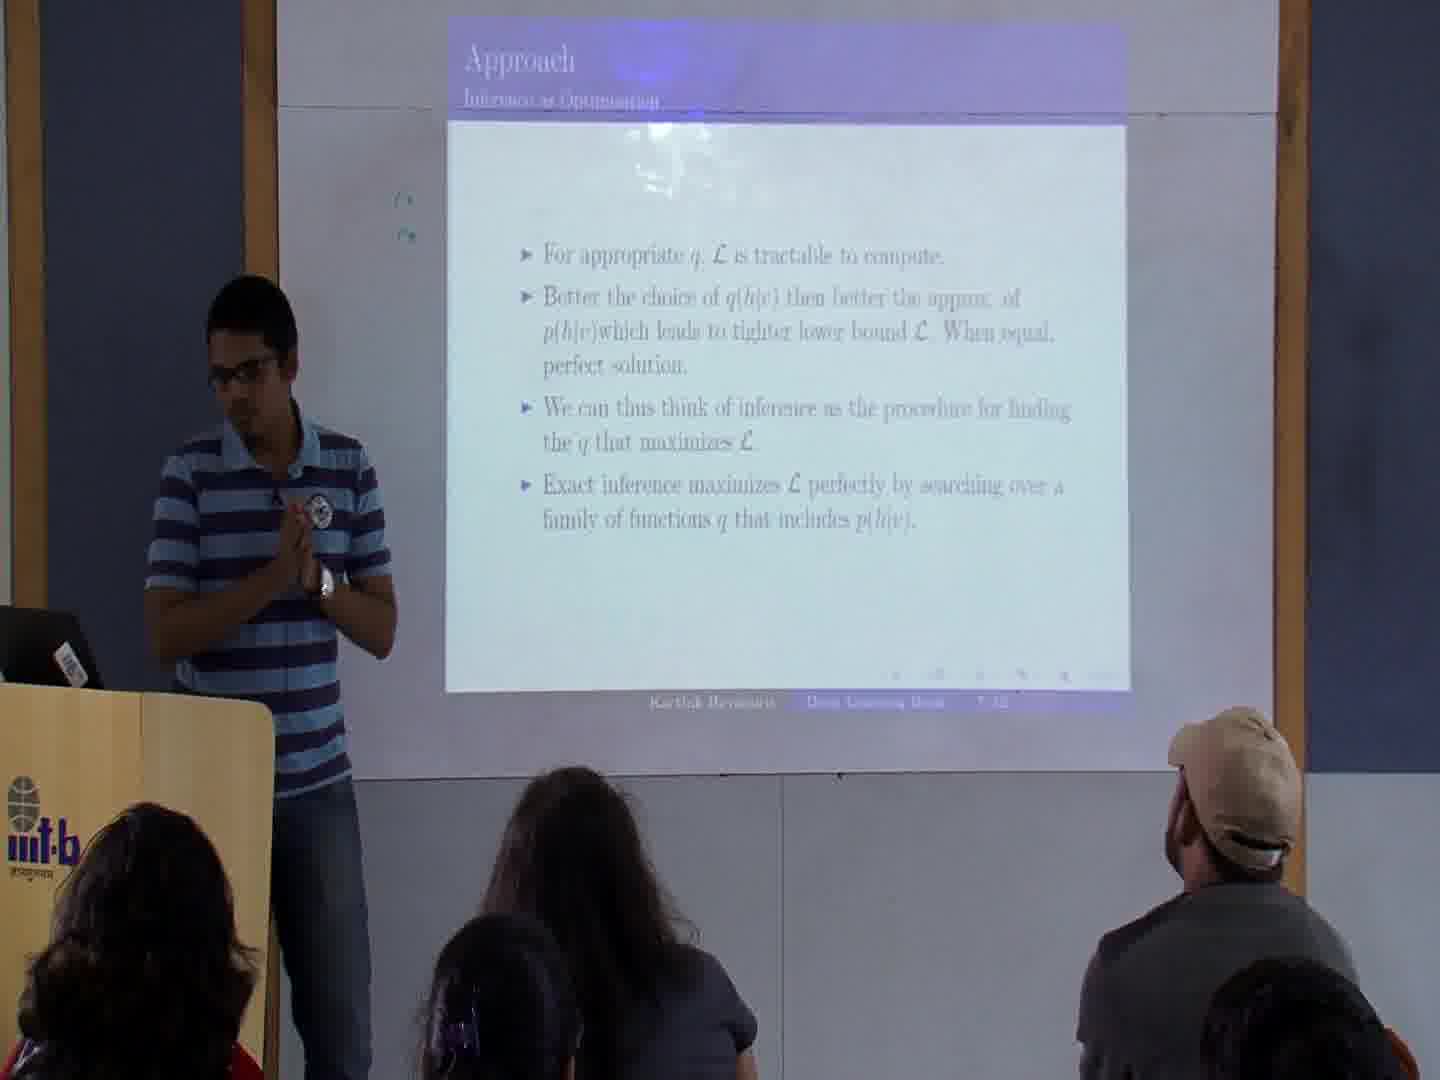 Approach
Inference as Optimisation
▶ For appropriate q, ℒ is tractable to compute.
▶ Better the choice of q(h|v) then better the approx. of
p(h|v)which leads to tighter lower bound ℒ. When equal,
perfect solution.
▶ We can thus think of inference as the procedure for finding
the q that maximizes ℒ.
▶ Exact inference maximizes ℒ perfectly by searching over a
family of functions q that includes p(h|v).
Deep Learning Book
iiit-b